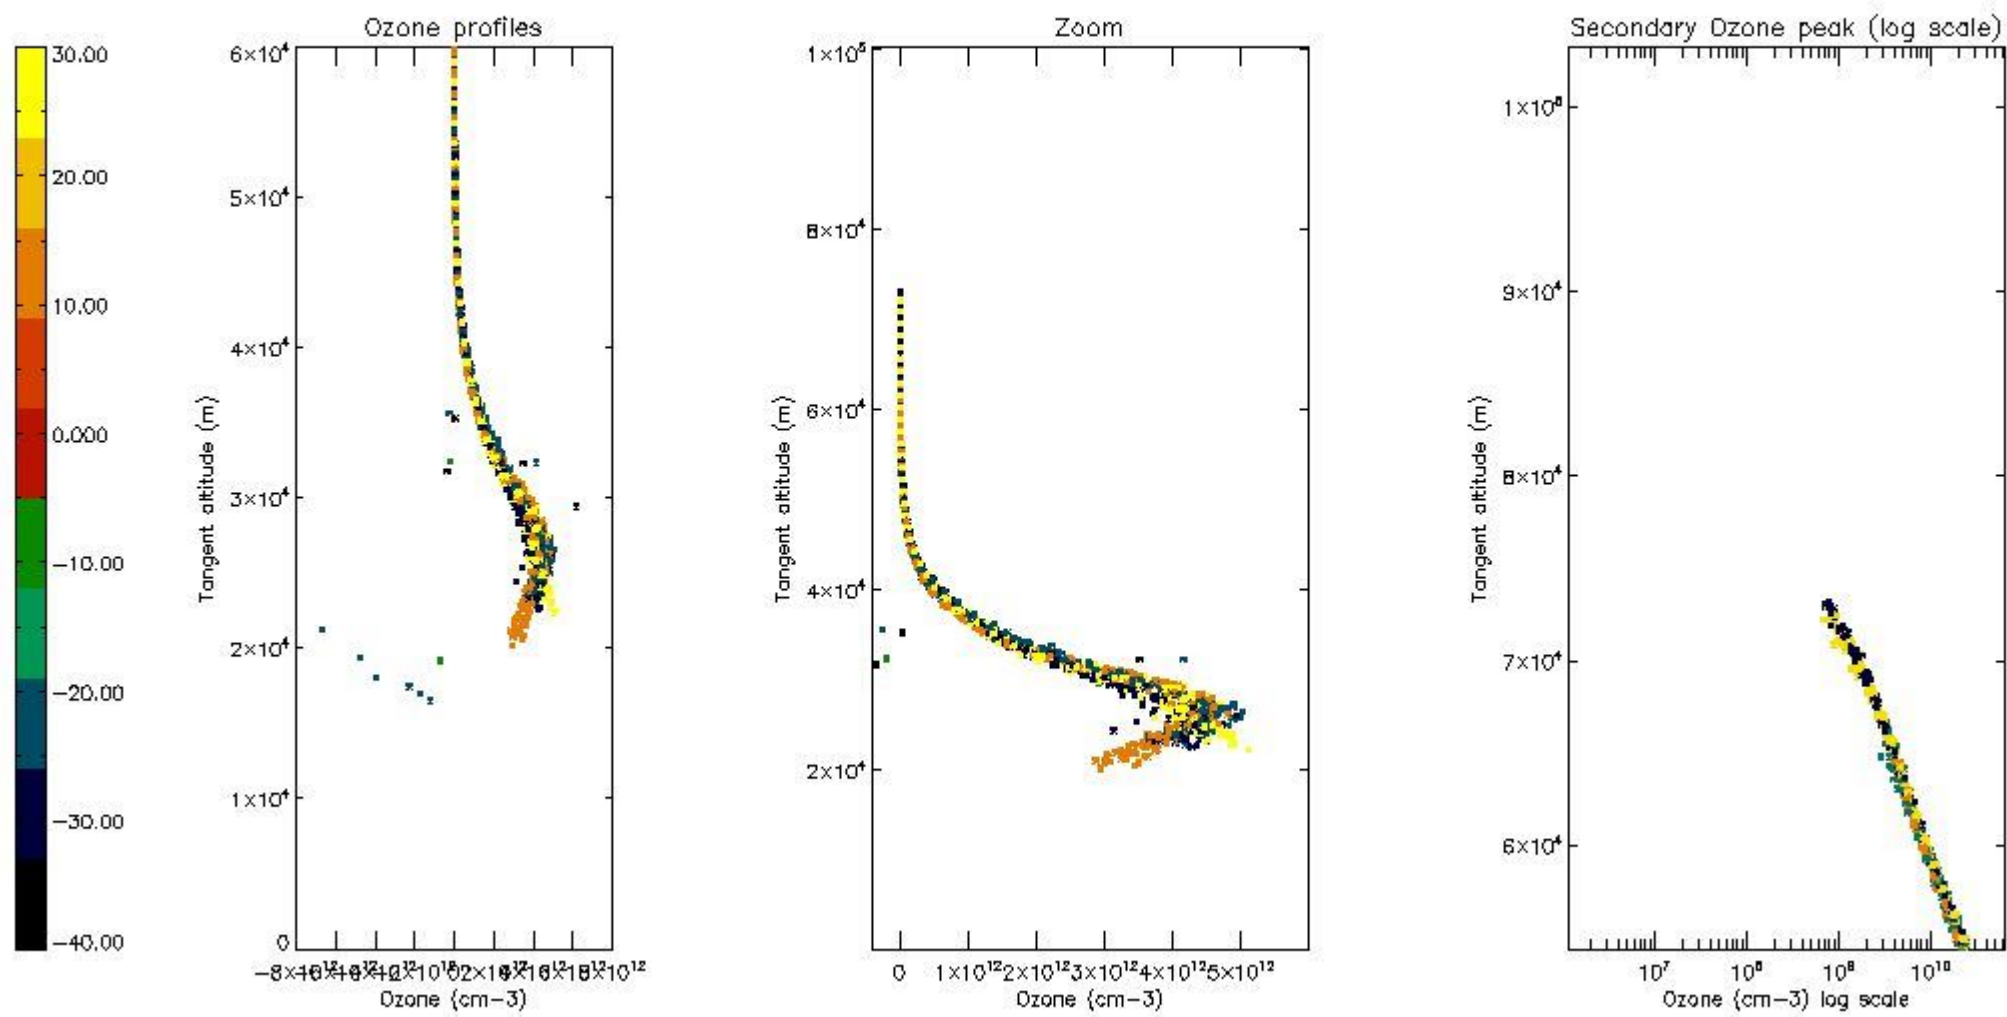 Ozone profiles
Zoom
Secondary Ozone peak (log scale)
30.00
20.00
10.00
0.000
−10.00
−20.00
−30.00
−40.00
6×10⁴
5×10⁴
4×10⁴
3×10⁴
2×10⁴
1×10⁴
0
Tangent altitude (m)
Ozone (cm−3)
1×10⁵
8×10⁴
6×10⁴
4×10⁴
2×10⁴
Tangent altitude (m)
0 1×10¹² 2×10¹² 3×10¹² 4×10¹² 5×10¹²
Ozone (cm−3)
9×10⁴
8×10⁴
7×10⁴
6×10⁴
Tangent altitude (m)
10⁷ 10⁸ 10⁹ 10¹⁰
Ozone (cm−3) log scale